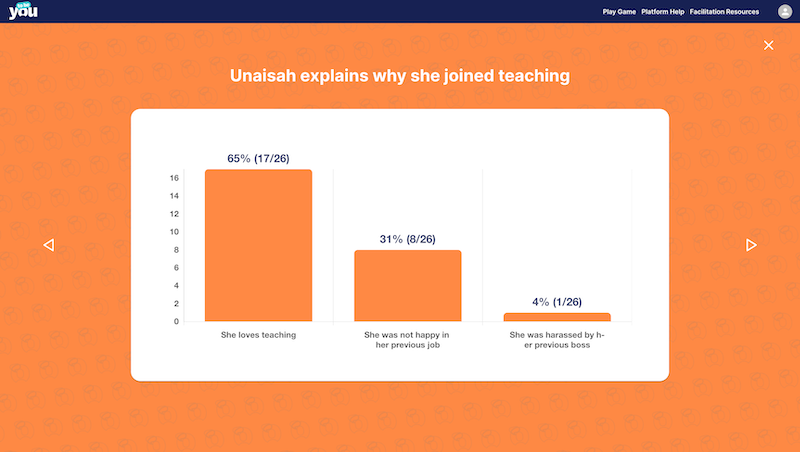 you
Play Game Platform Help Facilitation Resources
Unaisah explains why she joined teaching
65% (17/26)
31% (8/26)
4% (1/26)
16
14
12
10
8
6
4
2
0
She loves teaching
She was not happy in
her previous job
She was harassed by h-
er previous boss